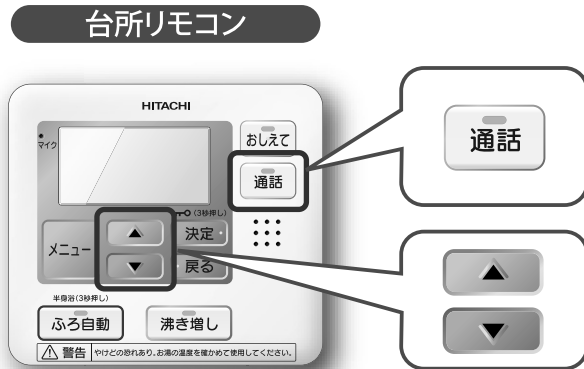 台所リモコン
HITACHI
マイク
おしえて
通話
通話
(3秒押し)
▲
決定
メニュー
▼
戻る
▲
▼
半身浴(3秒押し)
ふろ自動
沸き増し
警告 やけどの恐れあり。お湯の温度を確かめて使用してください。